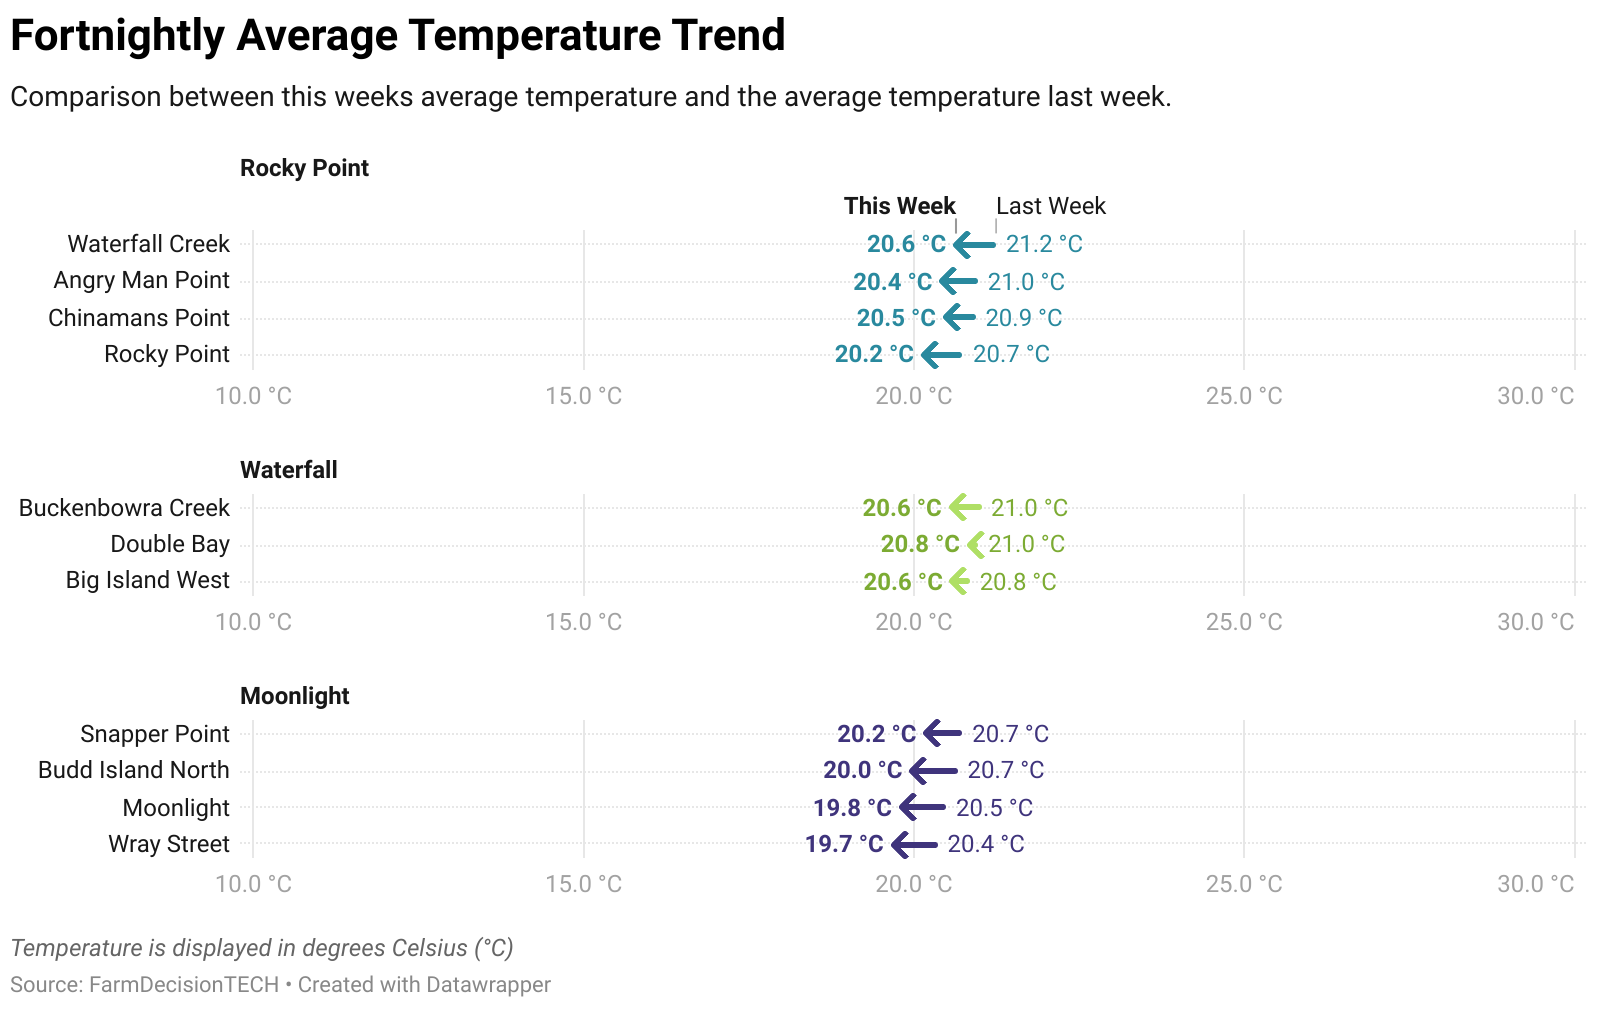 Fortnightly Average Temperature Trend
Comparison between this weeks average temperature and the average temperature last week.
Rocky Point
This Week Last Week
Waterfall Creek 20.6 °C 21.2 °C
Angry Man Point 20.4 °C 21.0 °C
Chinamans Point 20.5 °C 20.9 °C
Rocky Point 20.2 °C 20.7 °C
10.0 °C 15.0 °C 20.0 °C 25.0 °C 30.0 °C
Waterfall
Buckenbowra Creek 20.6 °C 21.0 °C
Double Bay 20.8 °C 21.0 °C
Big Island West 20.6 °C 20.8 °C
10.0 °C 15.0 °C 20.0 °C 25.0 °C 30.0 °C
Moonlight
Snapper Point 20.2 °C 20.7 °C
Budd Island North 20.0 °C 20.7 °C
Moonlight 19.8 °C 20.5 °C
Wray Street 19.7 °C 20.4 °C
10.0 °C 15.0 °C 20.0 °C 25.0 °C 30.0 °C
Temperature is displayed in degrees Celsius (°C)
Source: FarmDecisionTECH • Created with Datawrapper